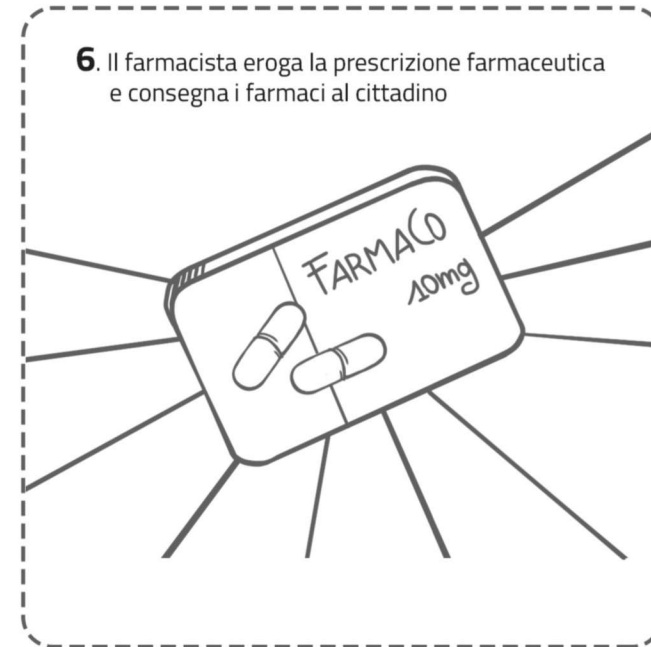 6. Il farmacista eroga la prescrizione farmaceutica
e consegna i farmaci al cittadino
FARMACO
10mg